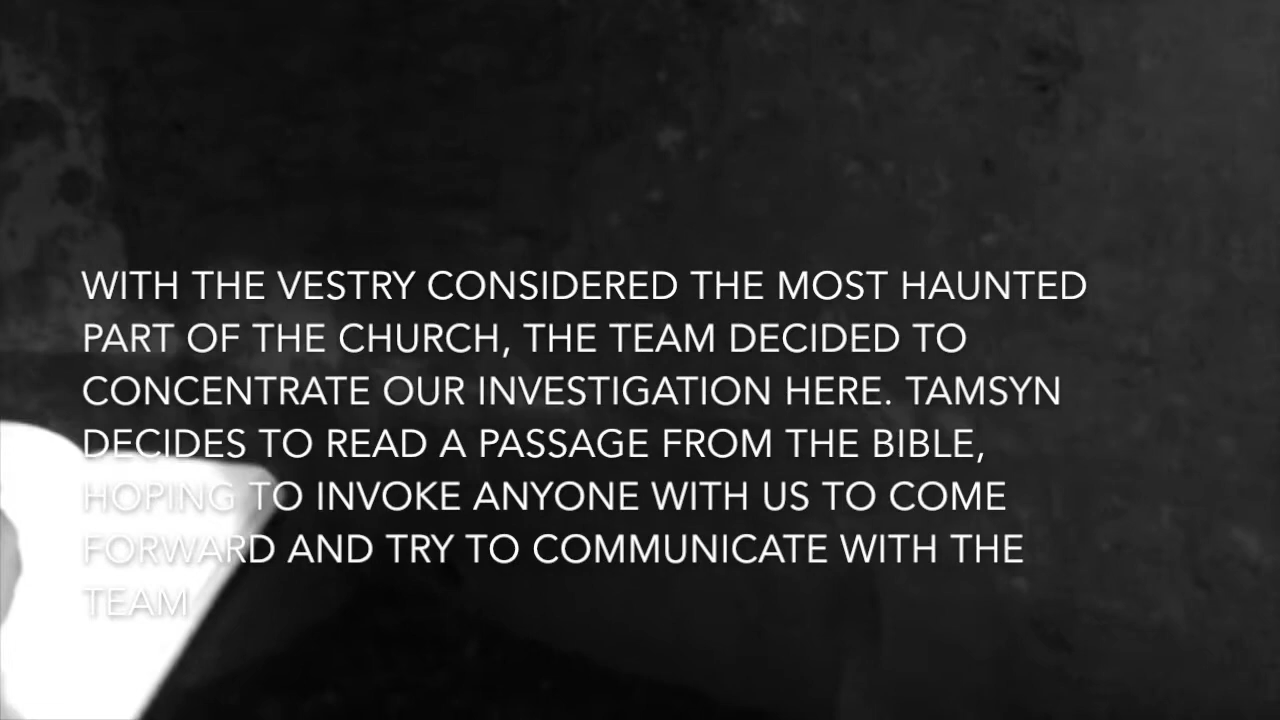 WITH THE VESTRY CONSIDERED THE MOST HAUNTED
PART OF THE CHURCH, THE TEAM DECIDED TO
CONCENTRATE OUR INVESTIGATION HERE. TAMSYN
DECIDES TO READ A PASSAGE FROM THE BIBLE,
HOPING TO INVOKE ANYONE WITH US TO COME
FORWARD AND TRY TO COMMUNICATE WITH THE
TEAM